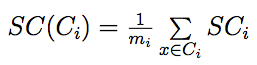 SC(C_i) = \frac{1}{m_i} \sum_{x \in C_i} SC_i